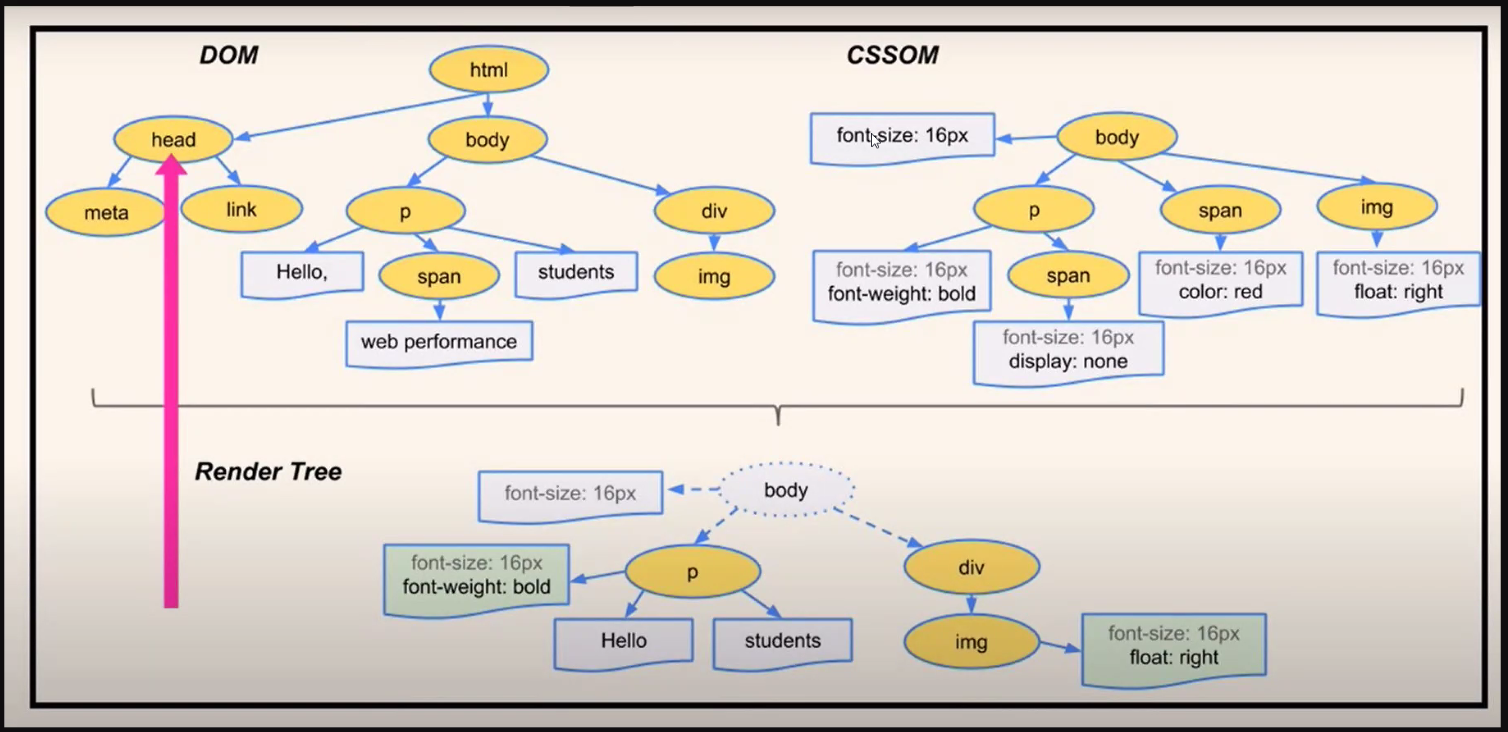 DOM
html
head
body
meta
link
p
div
Hello,
span
students
img
web performance
CSSOM
font-size: 16px
body
p
span
img
font-size: 16px
font-weight: bold
span
font-size: 16px
color: red
font-size: 16px
float: right
font-size: 16px
display: none
Render Tree
font-size: 16px
body
font-size: 16px
font-weight: bold
p
div
Hello
students
img
font-size: 16px
float: right